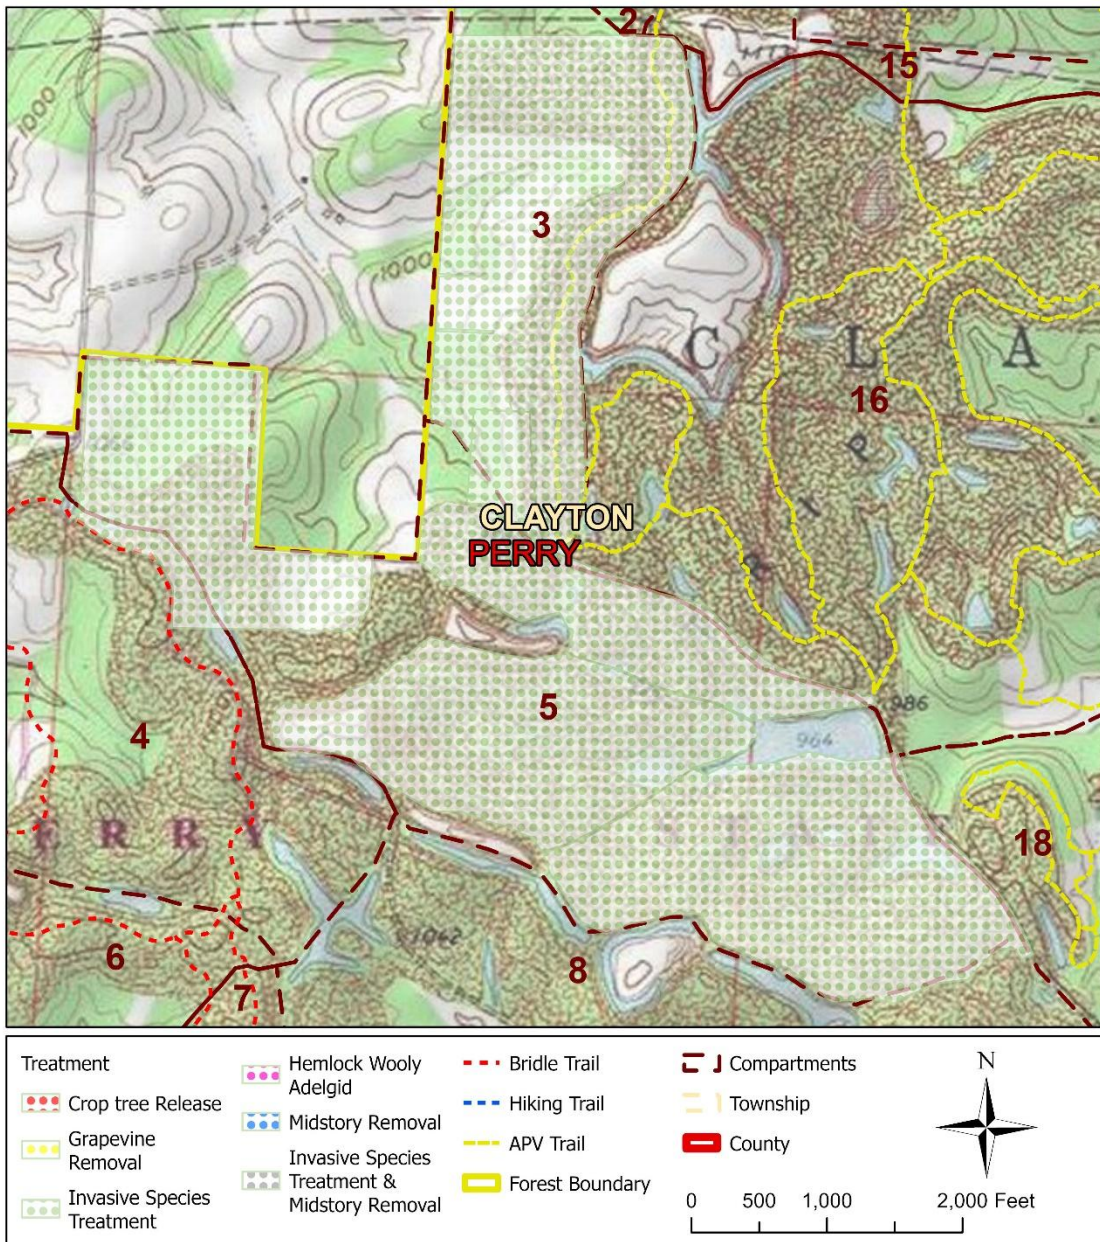 2
15
1000
3
1000
C L A
16
P
CLAYTON
PERRY
986
5
4
964
E R R Y
18
1062
6
8
7
Treatment
Crop tree Release
Grapevine
Removal
Invasive Species
Treatment
Hemlock Wooly
Adelgid
Midstory Removal
Invasive Species
Treatment &
Midstory Removal
Bridle Trail
Hiking Trail
APV Trail
Forest Boundary
Compartments
Township
County
N
0 500 1,000 2,000 Feet